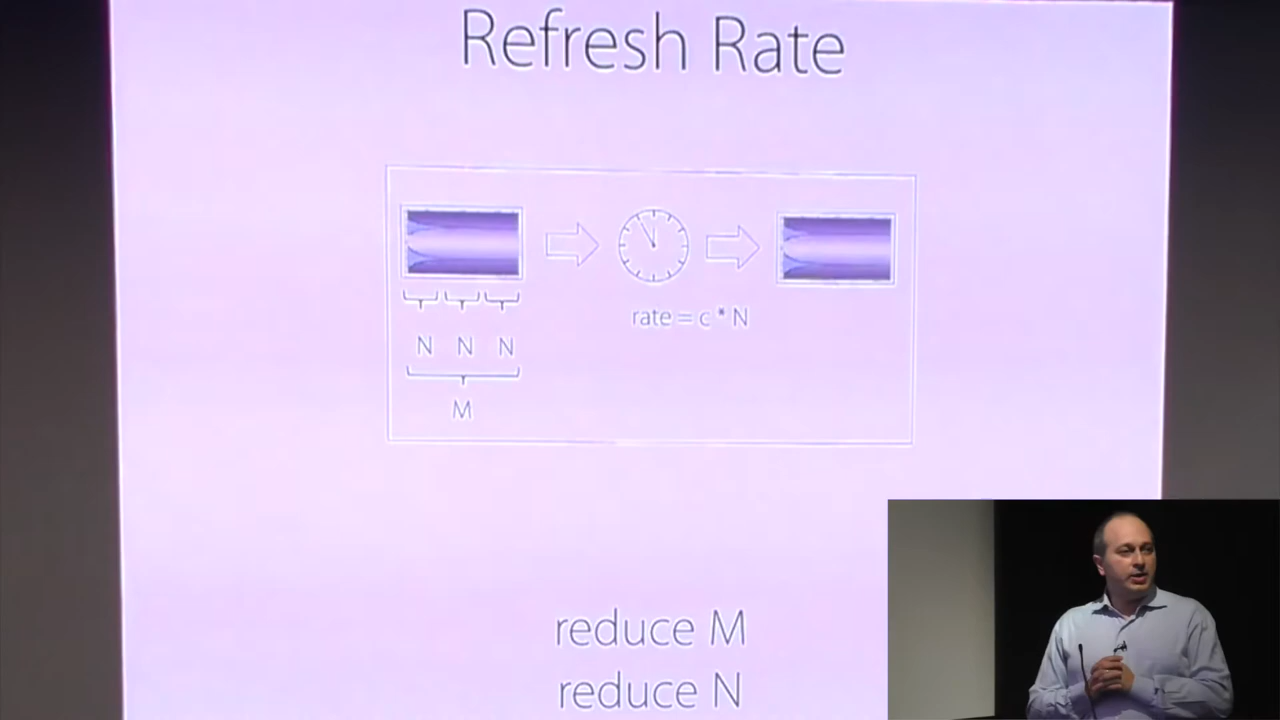 Refresh Rate
rate = c * N
N N N
M
reduce M
reduce N